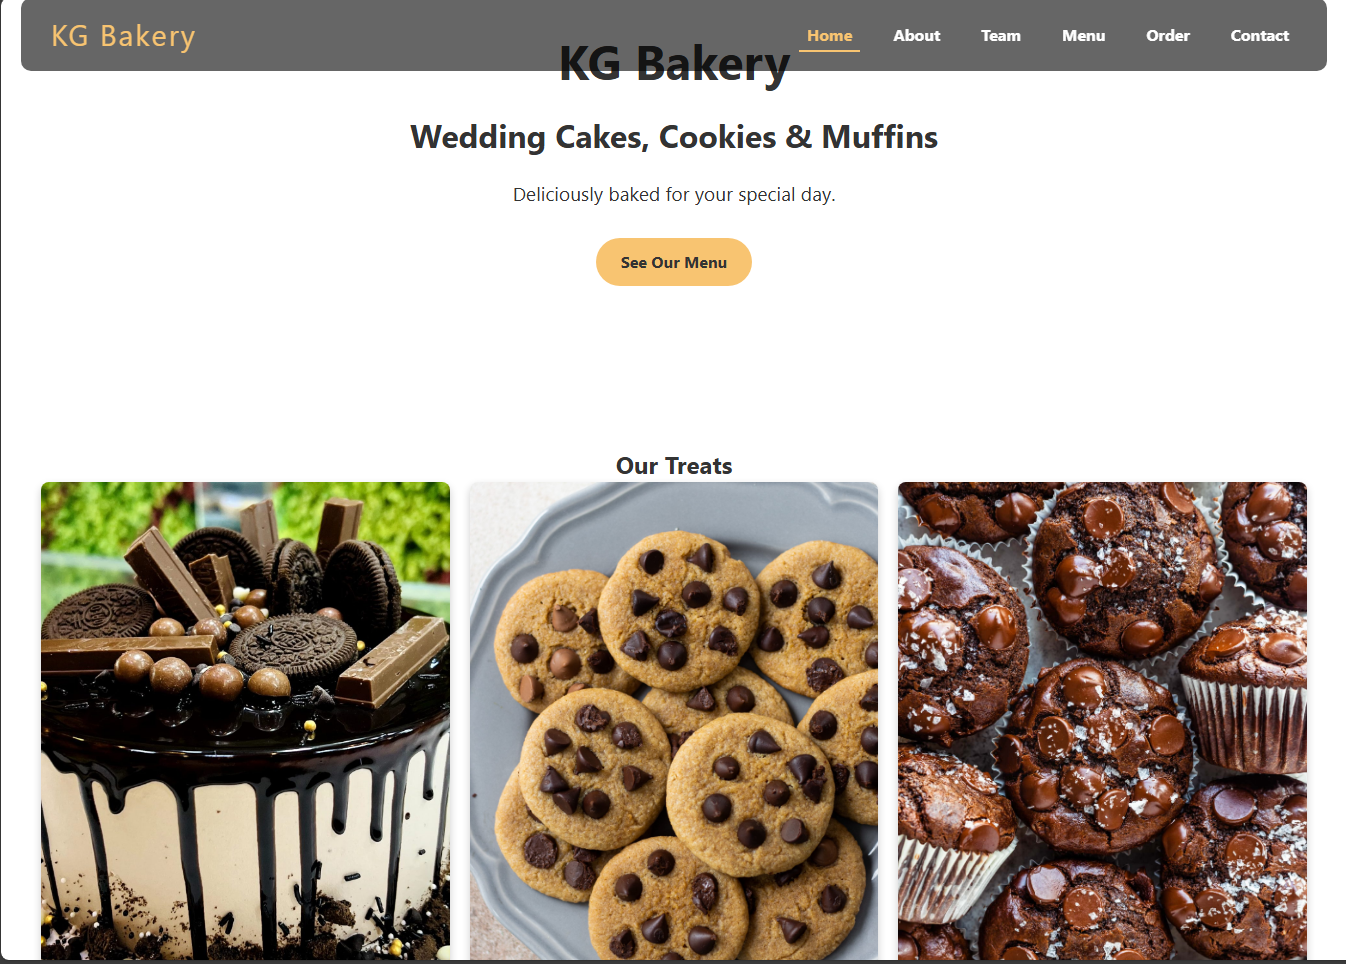 KG Bakery
Home About Team Menu Order Contact
KG Bakery
Wedding Cakes, Cookies & Muffins
Deliciously baked for your special day.
See Our Menu
Our Treats